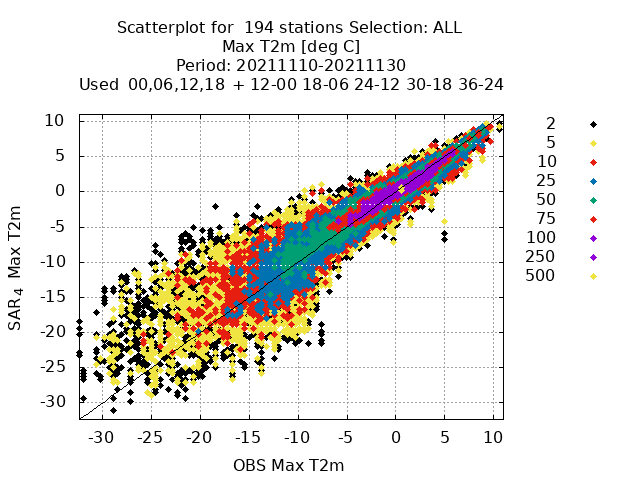 Scatterplot for  194 stations Selection: ALL
Max T2m [deg C]
Period: 20211110-20211130
Used  00,06,12,18  + 12-00 18-06 24-12 30-18 36-24
10
5
0
-5
-10
-15
-20
-25
-30
SAR4  Max T2m
-30 -25 -20 -15 -10 -5 0 5 10
OBS Max T2m
2
5
10
25
50
75
100
250
500